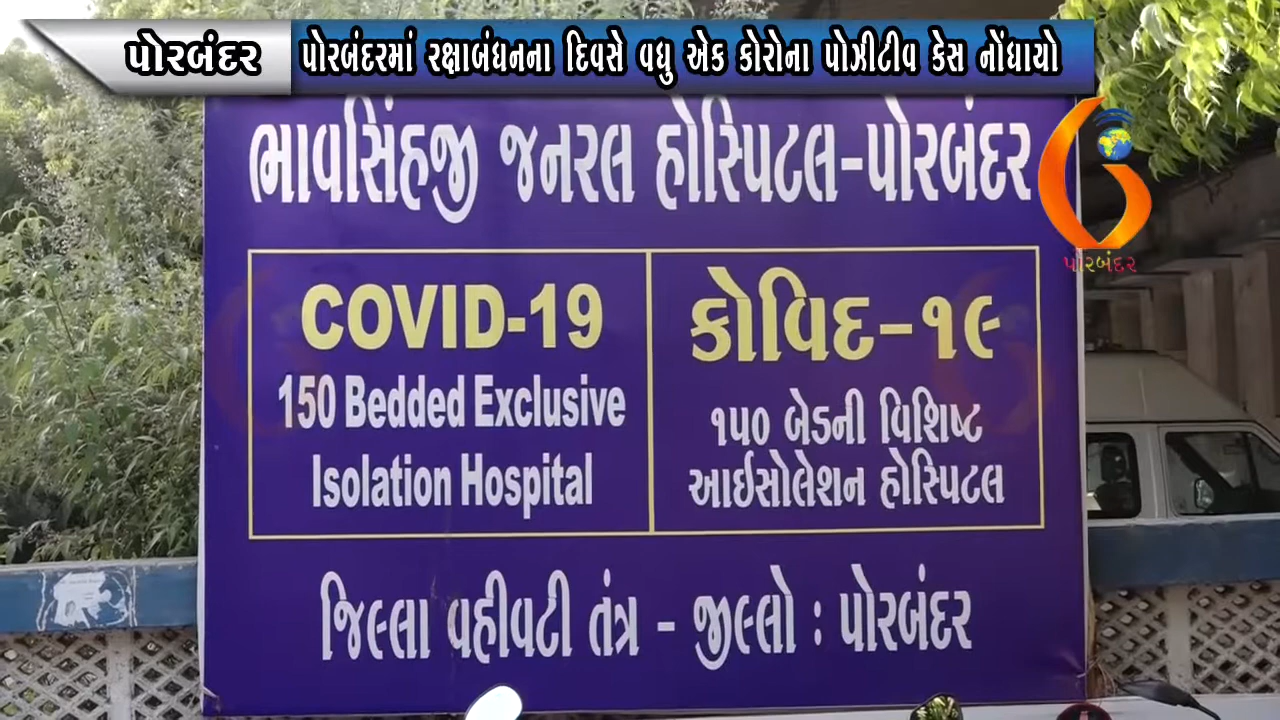 પોરબંદર
પોરબંદરમાં રક્ષાબંધનના દિવસે વધુ એક કોરોના પોઝીટીવ કેસ નોંધાયો
ભાવસિંહજી જનરલ હોસ્પિટલ-પોરબંદર
પોરબંદર
COVID-19
150 Bedded Exclusive
Isolation Hospital
કોવિદ-૧૯
૧૫૦ બેડની વિશિષ્ટ
આઈસોલેશન હોસ્પિટલ
જિલ્લા વહીવટી તંત્ર - જીલ્લો : પોરબંદર